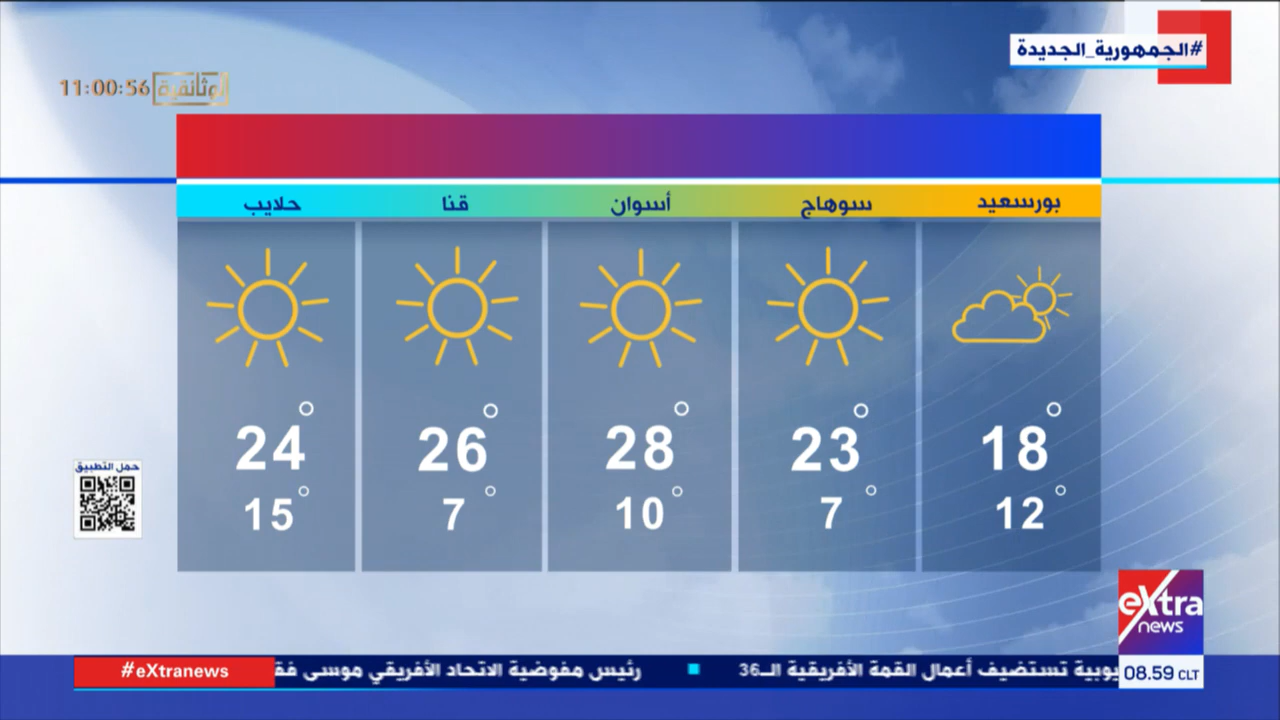 #الجمهورية_الجديدة
الوثائقية 11:00:56
بورسعيد سوهاج أسوان قنا حلايب
18° 23° 28° 26° 24°
12° 7° 10° 7° 15°
حمل التطبيق
eXtra
news
08.59 CLT
يوبية تستضيف أعمال القمة الأفريقية الـ36 ■ رئيس مفوضية الاتحاد الأفريقي موسى فق
#eXtranews